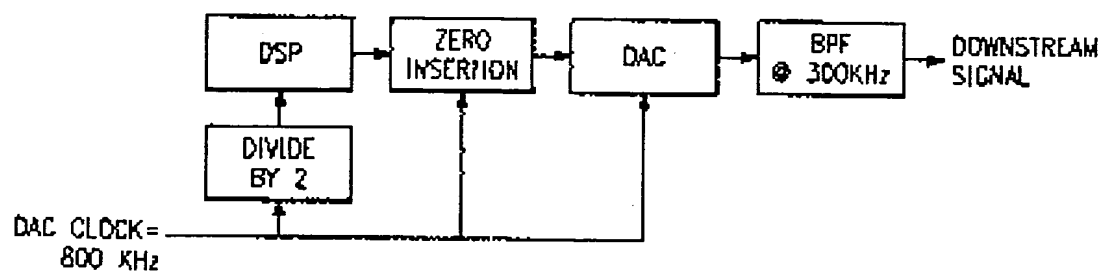 DSP
ZERO
INSERTION
DAC
BPF
@ 300KHz
DOWNSTREAM
SIGNAL
DIVIDE
BY 2
DAC CLOCK=
800 KHz